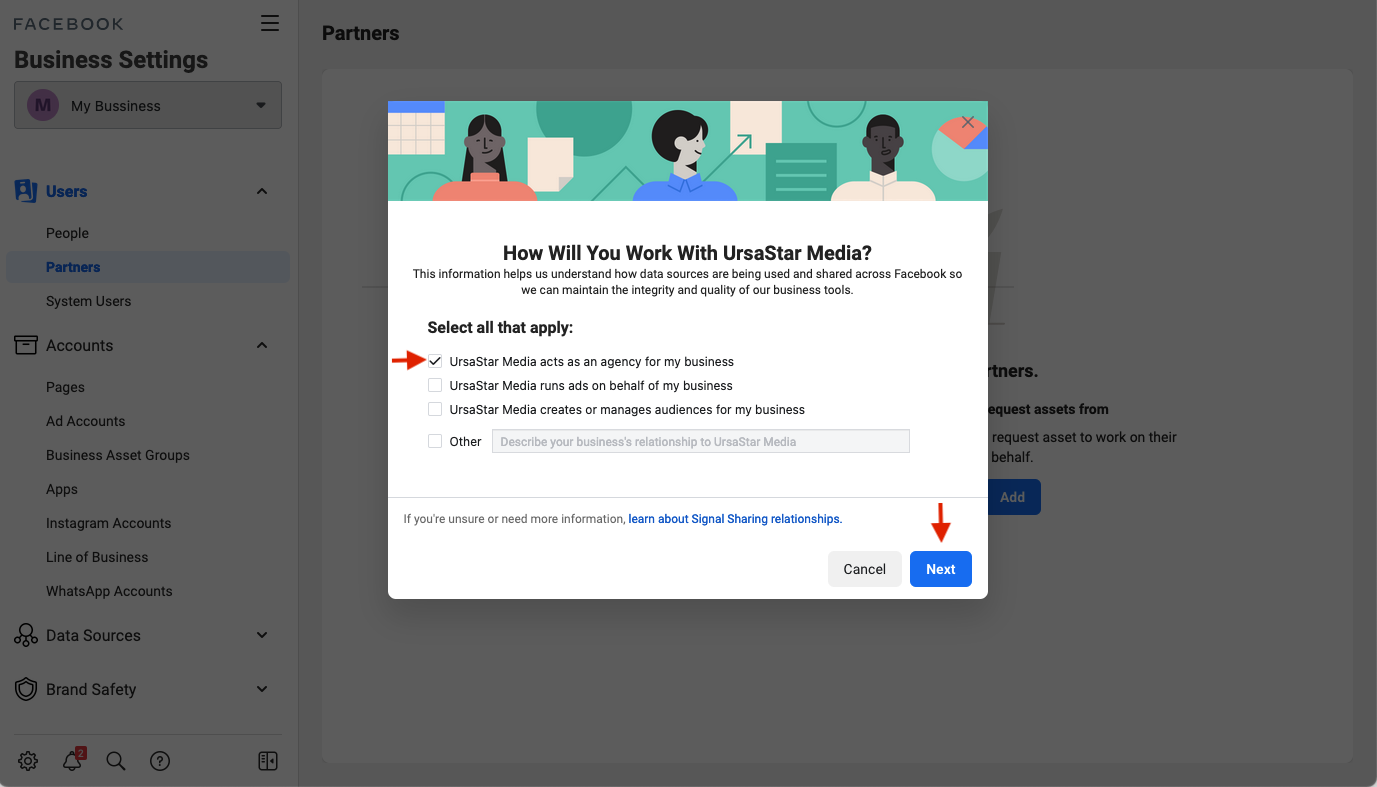 FACEBOOK
Business Settings
M
My Bussiness
Users
People
Partners
System Users
Accounts
Pages
Ad Accounts
Business Asset Groups
Apps
Instagram Accounts
Line of Business
WhatsApp Accounts
Data Sources
Brand Safety
2
?
Partners
How Will You Work With UrsaStar Media?
This information helps us understand how data sources are being used and shared across Facebook so
we can maintain the integrity and quality of our business tools.
Select all that apply:
UrsaStar Media acts as an agency for my business
UrsaStar Media runs ads on behalf of my business
UrsaStar Media creates or manages audiences for my business
Other
Describe your business's relationship to UrsaStar Media
If you're unsure or need more information, learn about Signal Sharing relationships.
Cancel
Next
rtners.
equest assets from
request asset to work on their
behalf.
Add